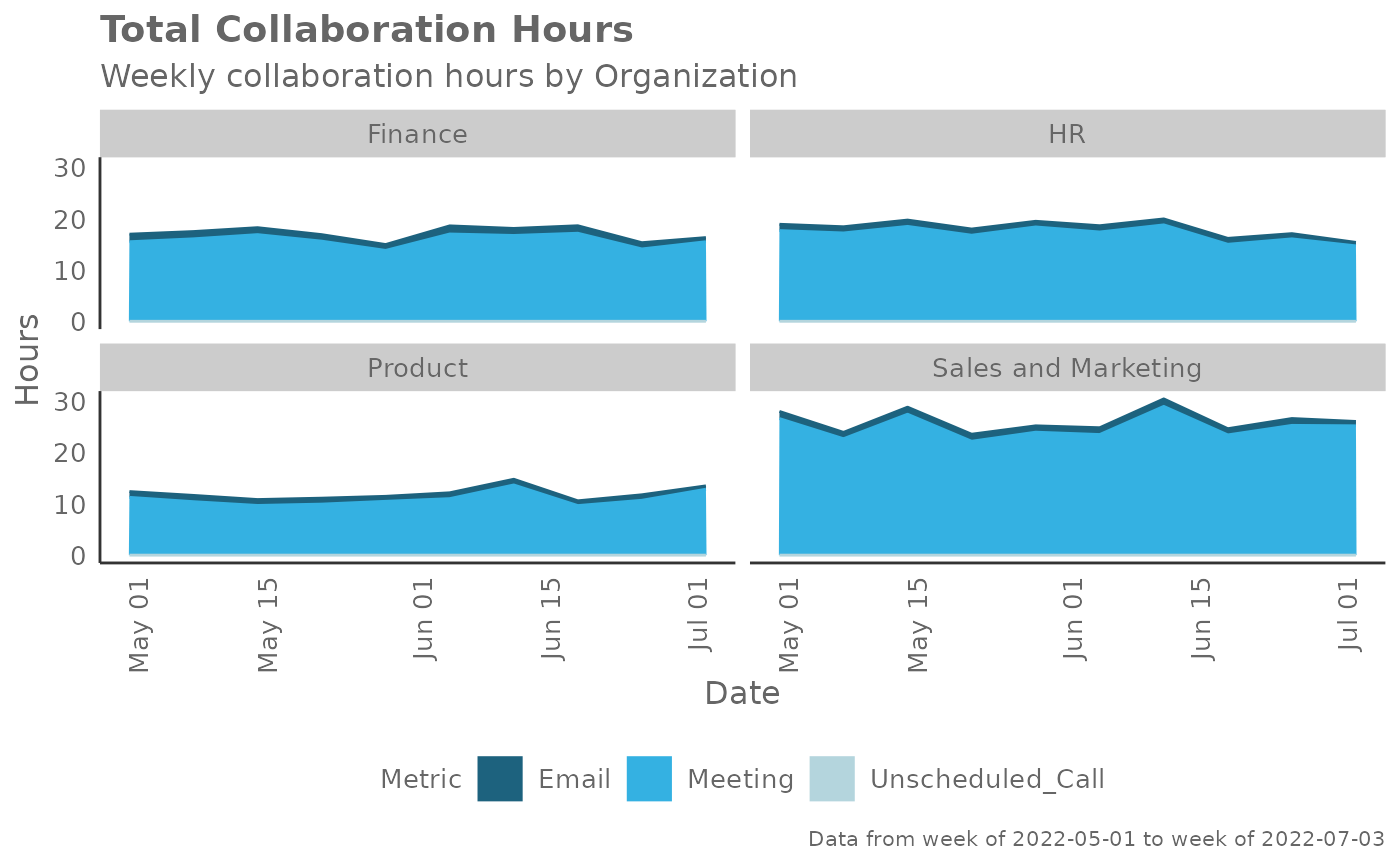 Total Collaboration Hours
Weekly collaboration hours by Organization
Finance
HR
30
20
10
0
Product
Sales and Marketing
30
20
10
0
Hours
May 01
May 15
Jun 01
Jun 15
Jul 01
May 01
May 15
Jun 01
Jun 15
Jul 01
Date
Metric Email Meeting Unscheduled_Call
Data from week of 2022-05-01 to week of 2022-07-03